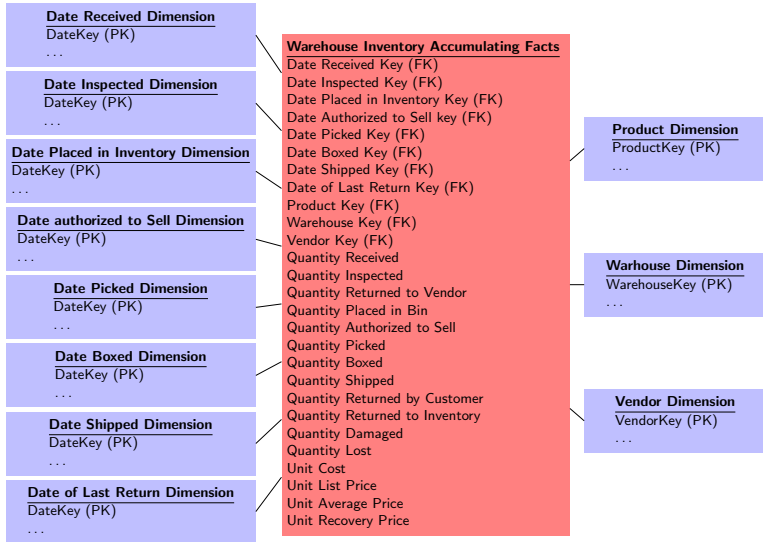 Date Received Dimension
DateKey (PK)
...
Date Inspected Dimension
DateKey (PK)
...
Date Placed in Inventory Dimension
DateKey (PK)
...
Date authorized to Sell Dimension
DateKey (PK)
...
Date Picked Dimension
DateKey (PK)
...
Date Boxed Dimension
DateKey (PK)
...
Date Shipped Dimension
DateKey (PK)
...
Date of Last Return Dimension
DateKey (PK)
...
Warehouse Inventory Accumulating Facts
Date Received Key (FK)
Date Inspected Key (FK)
Date Placed in Inventory Key (FK)
Date Authorized to Sell key (FK)
Date Picked Key (FK)
Date Boxed Key (FK)
Date Shipped Key (FK)
Date of Last Return Key (FK)
Product Key (FK)
Warehouse Key (FK)
Vendor Key (FK)
Quantity Received
Quantity Inspected
Quantity Returned to Vendor
Quantity Placed in Bin
Quantity Authorized to Sell
Quantity Picked
Quantity Boxed
Quantity Shipped
Quantity Returned by Customer
Quantity Returned to Inventory
Quantity Damaged
Quantity Lost
Unit Cost
Unit List Price
Unit Average Price
Unit Recovery Price
Product Dimension
ProductKey (PK)
...
Warhouse Dimension
WarehouseKey (PK)
...
Vendor Dimension
VendorKey (PK)
...